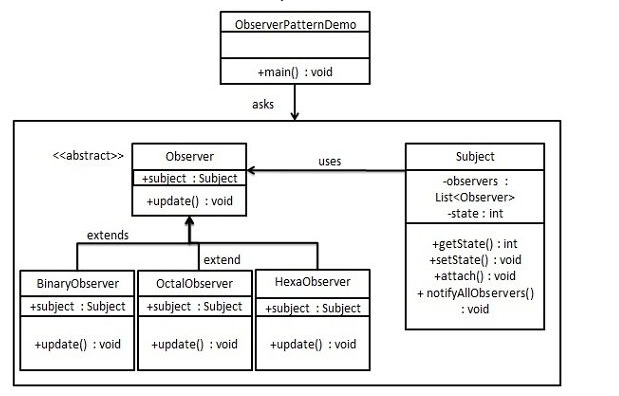 ObserverPatternDemo
+main() : void
asks
<<abstract>>
Observer
+subject : Subject
+update() : void
uses
Subject
-observers :
List<Observer>
-state : int
+getState() : int
+setState() : void
+attach() : void
+ notifyAllObservers()
: void
extends
extend
BinaryObserver
+subject : Subject
+update() : void
OctalObserver
+subject : Subject
+update() : void
HexaObserver
+subject : Subject
+update() : void